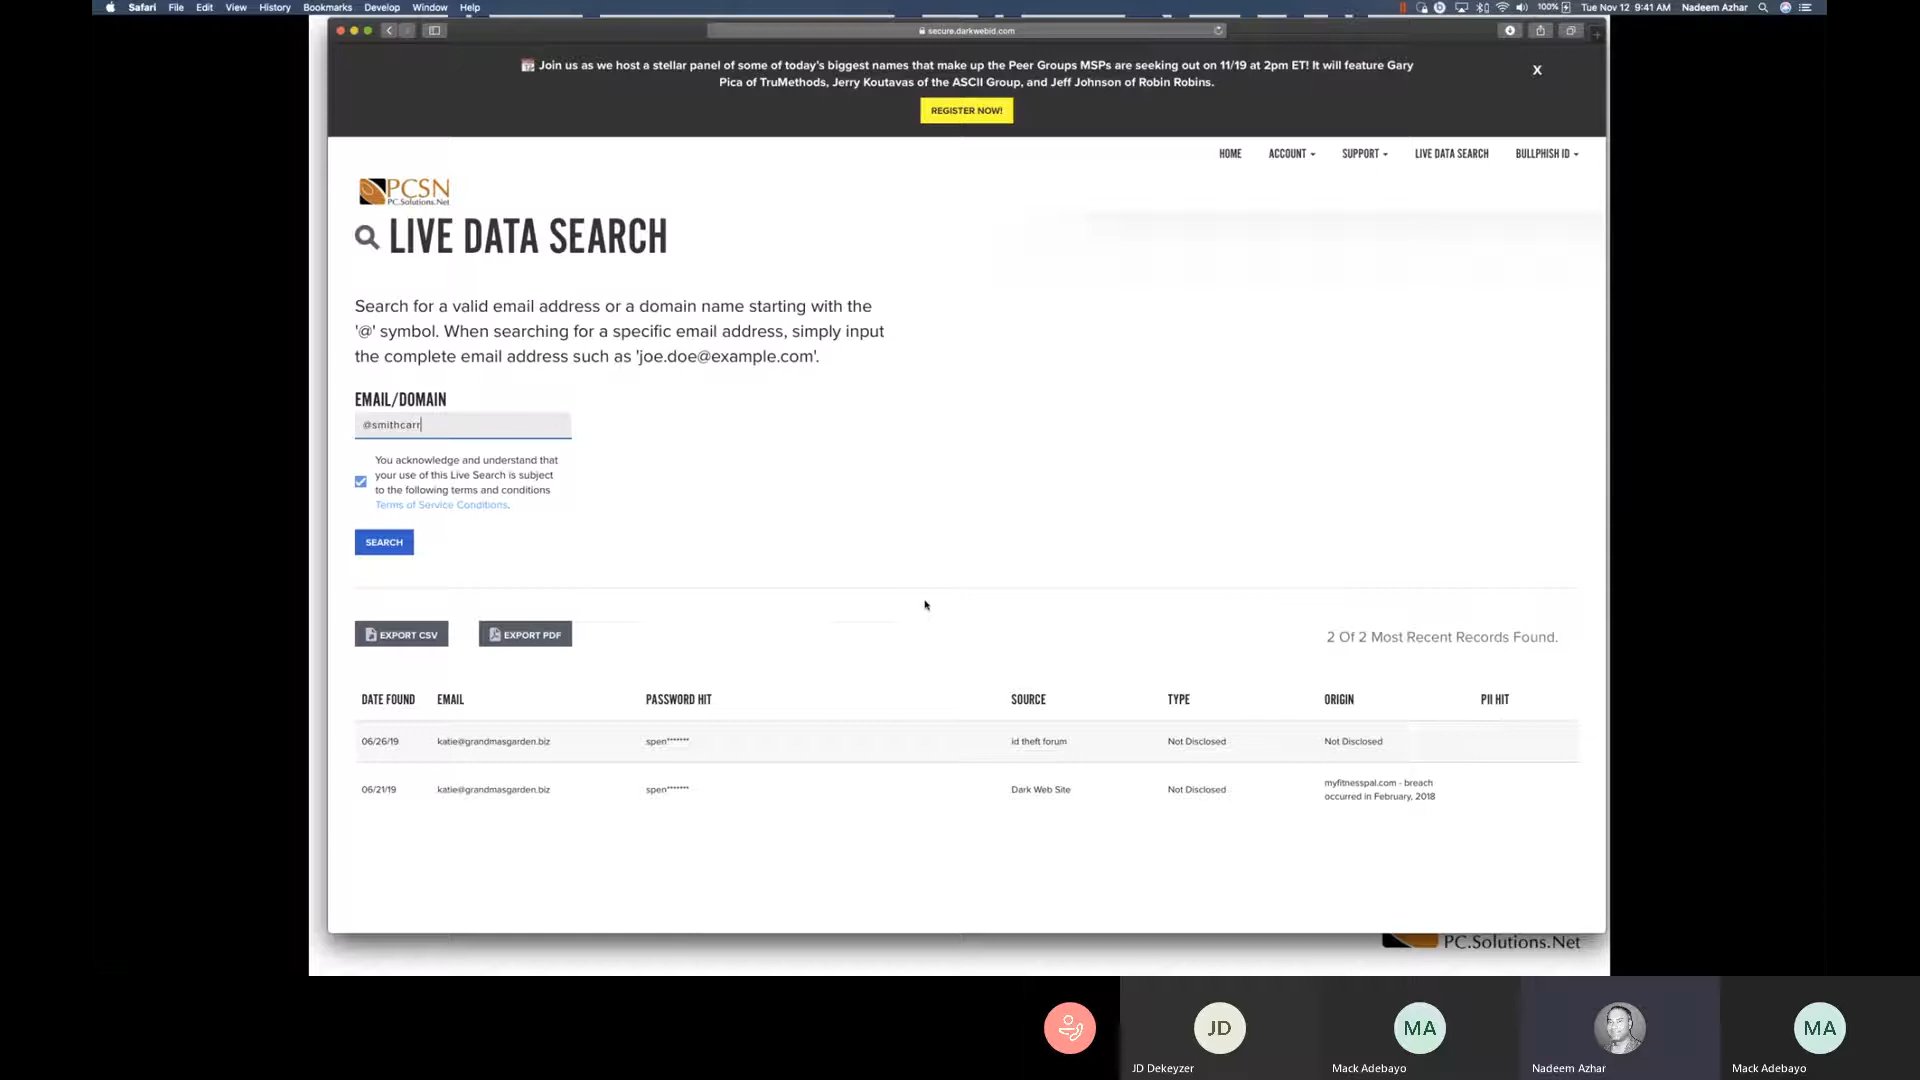 Safari File Edit View History Bookmarks Develop Window Help
100% Tue Nov 12 9:41 AM Nadeem Azhar
secure.darkwebid.com
Join us as we host a stellar panel of some of today's biggest names that make up the Peer Groups MSPs are seeking out on 11/19 at 2pm ET! It will feature Gary
Pica of TruMethods, Jerry Koutavas of the ASCII Group, and Jeff Johnson of Robin Robins.
X
REGISTER NOW!
HOME ACCOUNT SUPPORT LIVE DATA SEARCH BULLPHISH ID
PCSN
PC.Solutions.Net
LIVE DATA SEARCH
Search for a valid email address or a domain name starting with the
'@' symbol. When searching for a specific email address, simply input
the complete email address such as 'joe.doe@example.com'.
EMAIL/DOMAIN
@smithcarr
You acknowledge and understand that
your use of this Live Search is subject
to the following terms and conditions
Terms of Service Conditions.
SEARCH
EXPORT CSV EXPORT PDF 2 Of 2 Most Recent Records Found.
DATE FOUND EMAIL PASSWORD HIT SOURCE TYPE ORIGIN PII HIT
06/26/19 katie@grandmasgarden.biz spen******* id theft forum Not Disclosed Not Disclosed
06/21/19 katie@grandmasgarden.biz spen******* Dark Web Site Not Disclosed myfitnesspal.com - breach
occurred in February, 2018
PC.Solutions.Net
JD MA MA
JD Dekeyzer Mack Adebayo Nadeem Azhar Mack Adebayo